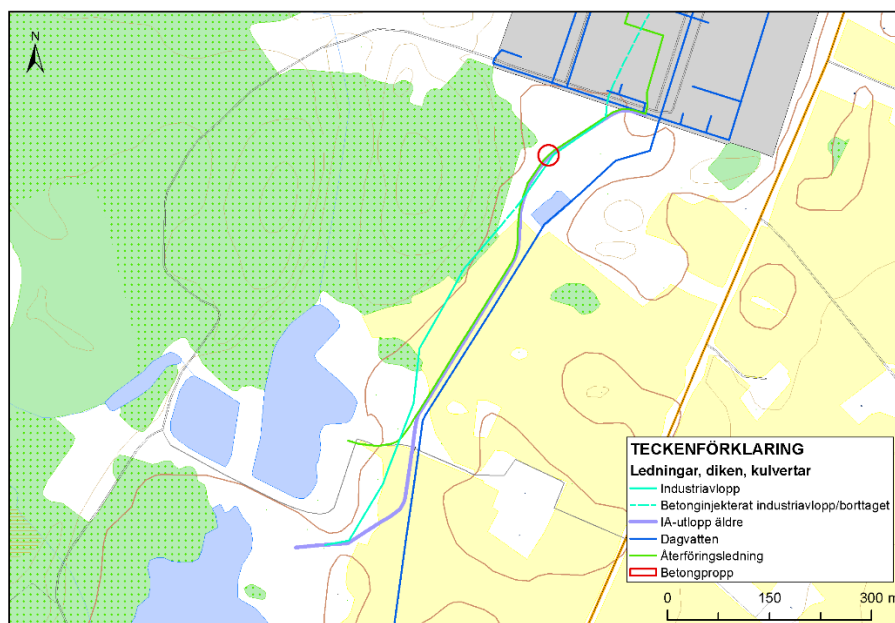 N
TECKENFÖRKLARING
Ledningar, diken, kulvertar
Industriavlopp
Betonginjekterat industriavlopp/borttaget
IA-utlopp äldre
Dagvatten
Återföringsledning
Betongpropp
0 150 300 m